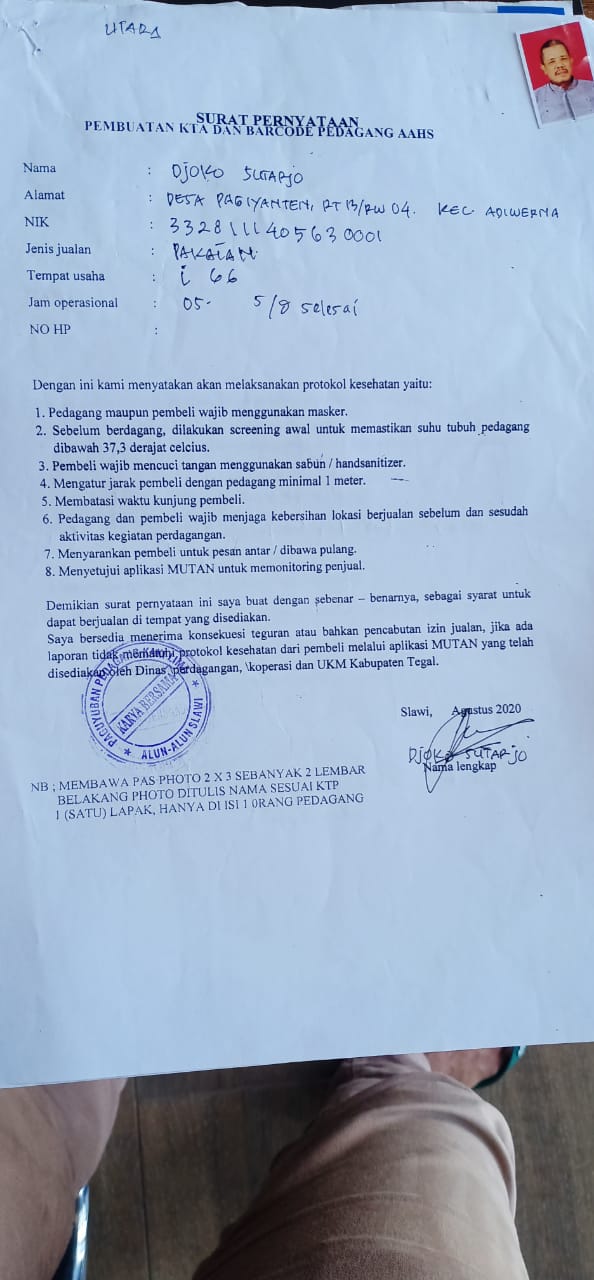 UTARA
SURAT PERNYATAAN
PEMBUATAN KTA DAN BARCODE PEDAGANG AAHS
Nama : DJOKO SUTARJO
Alamat : DESA PAGIYANTEN, RT 13/RW 04. KEC. ADIWERNA
NIK : 3328111405630001
Jenis jualan : PAKAIAN
Tempat usaha : i 66
Jam operasional : 05- 5/8 selesai
NO HP :
Dengan ini kami menyatakan akan melaksanakan protokol kesehatan yaitu:
1. Pedagang maupun pembeli wajib menggunakan masker.
2. Sebelum berdagang, dilakukan screening awal untuk memastikan suhu tubuh pedagang
dibawah 37,3 derajat celcius.
3. Pembeli wajib mencuci tangan menggunakan sabun / handsanitizer.
4. Mengatur jarak pembeli dengan pedagang minimal 1 meter.
5. Membatasi waktu kunjung pembeli.
6. Pedagang dan pembeli wajib menjaga kebersihan lokasi berjualan sebelum dan sesudah
aktivitas kegiatan perdagangan.
7. Menyarankan pembeli untuk pesan antar / dibawa pulang.
8. Menyetujui aplikasi MUTAN untuk memonitoring penjual.
Demikian surat pernyataan ini saya buat dengan sebenar – benarnya, sebagai syarat untuk
dapat berjualan di tempat yang disediakan.
Saya bersedia menerima konsekuesi teguran atau bahkan pencabutan izin jualan, jika ada
laporan tidak mematuhi protokol kesehatan dari pembeli melalui aplikasi MUTAN yang telah
disediakan oleh Dinas perdagangan, \koperasi dan UKM Kabupaten Tegal.
PAGUYUBAN PEDAGANG
KARYA BERSAMA
* ALUN-ALUN SLAWI *
Slawi, Agustus 2020
DJOKO SUTARJO
Nama lengkap
NB ; MEMBAWA PAS PHOTO 2 X 3 SEBANYAK 2 LEMBAR
BELAKANG PHOTO DITULIS NAMA SESUAI KTP
1 (SATU) LAPAK, HANYA DI ISI 1 0RANG PEDAGANG